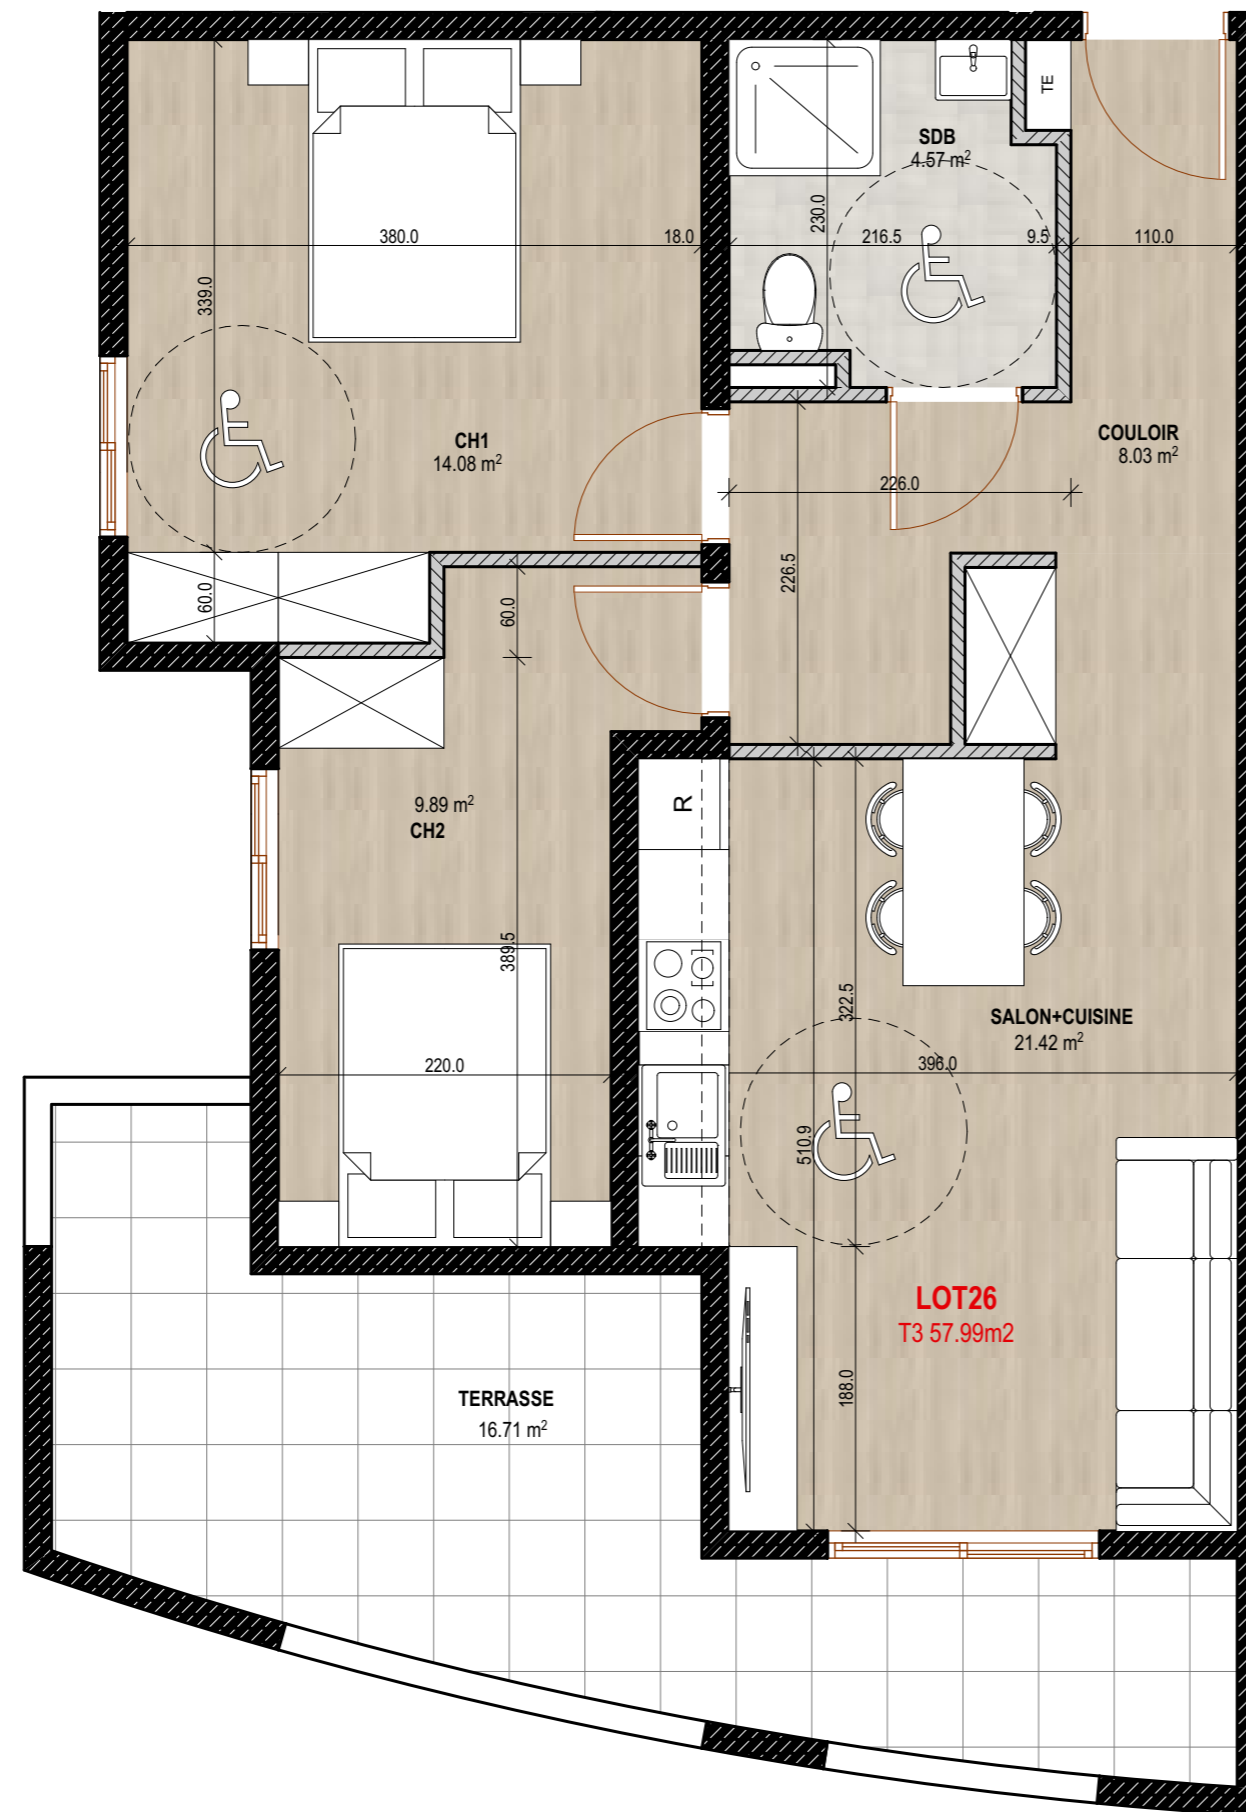 TE
SDB
4.57 m²
230.0
380.0
18.0
216.5
9.5
110.0
339.0
CH1
14.08 m²
COULOIR
8.03 m²
226.0
226.5
60.0
60.0
R
9.89 m²
CH2
389.5
322.5
SALON+CUISINE
21.42 m²
220.0
396.0
510.9
LOT26
T3 57.99m2
188.0
TERRASSE
16.71 m²